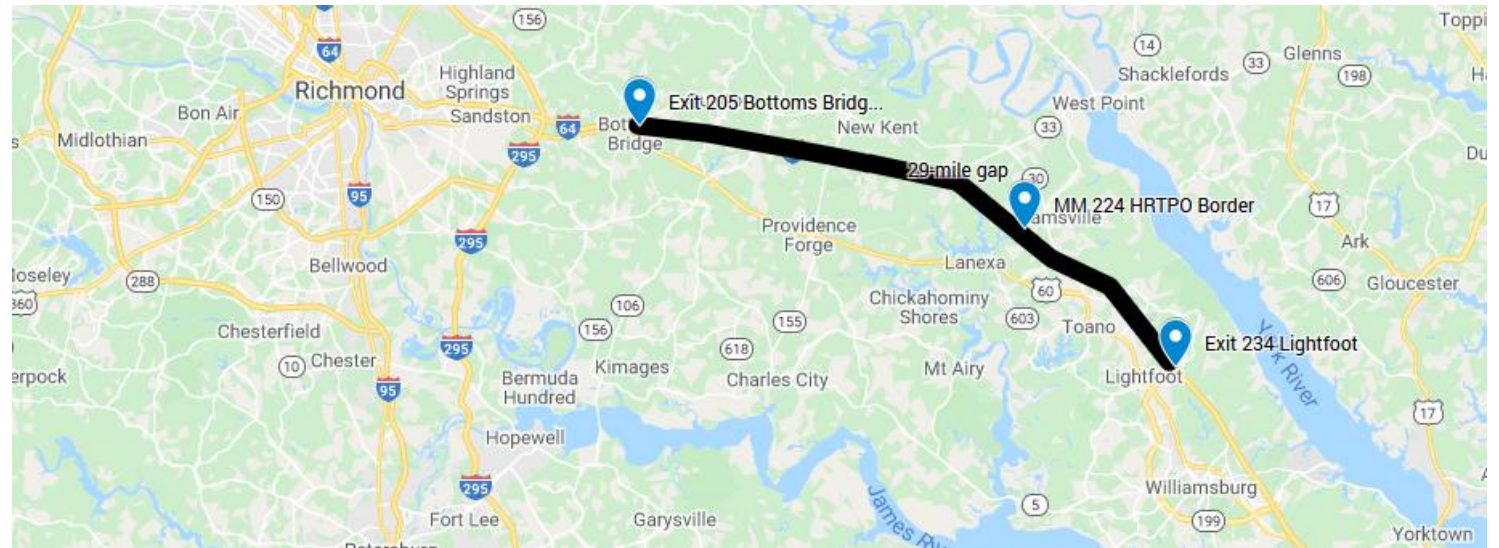 156
Toppi
64
14
Glenns
Highland
Springs
33
198
Richmond
Shacklefords
Exit 205 Bottoms Bridg...
West Point
Bon Air
Sandston
64
Bridge
New Kent
33
Midlothian
295
29-mile gap
30
95
MM 224 HRTPO Border
150
17
Providence
Forge
295
Ark
Bellwood
Lanexa
288
606
Gloucester
60
360
Chickahominy
Shores
603
106
Toano
Chesterfield
156
155
295
Exit 234 Lightfoot
618
10
Chester
Kimages
Mt Airy
Lightfoot
Bermuda
Hundred
Charles City
95
York River
17
Hopewell
295
Williamsburg
James
5
Fort Lee
Garysville
199
Yorktown